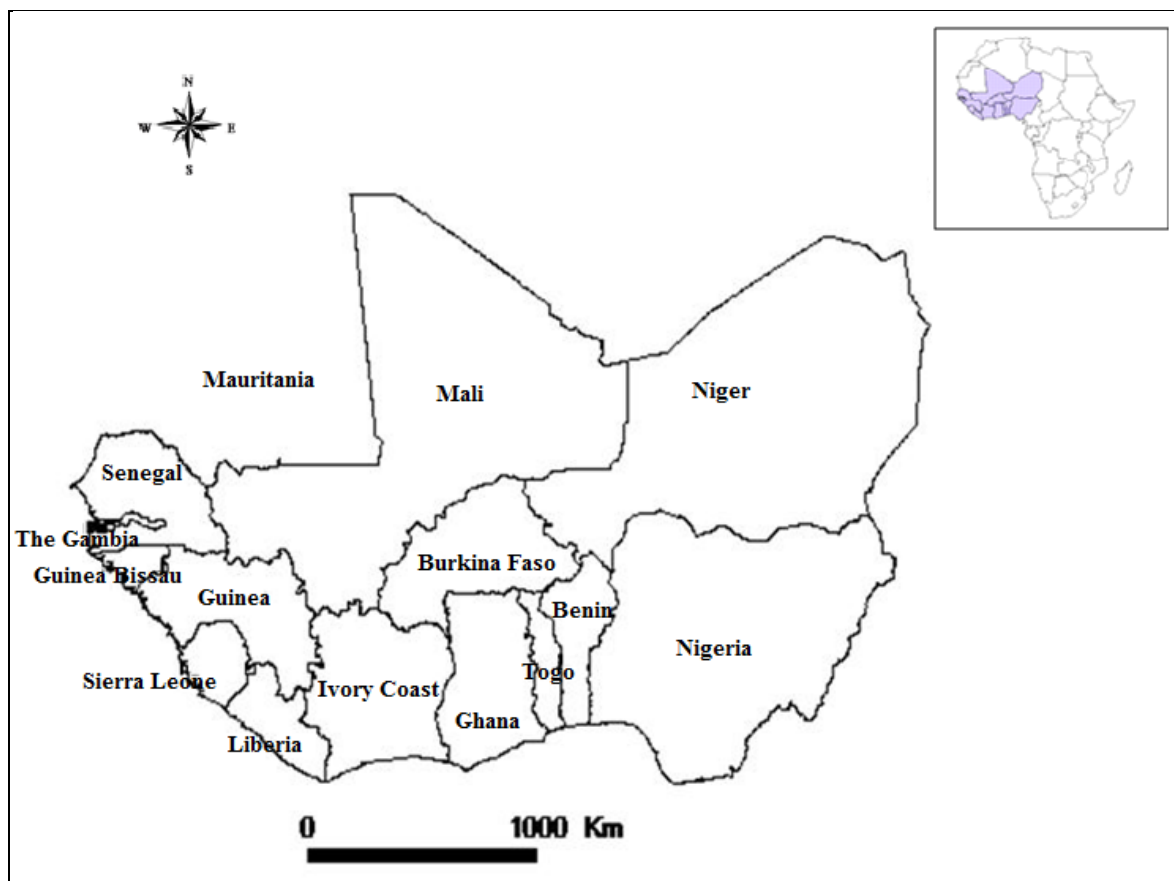 N
W E
S
Mauritania
Mali
Niger
Senegal
The Gambia
Burkina Faso
Guinea Bissau
Guinea
Benin
Nigeria
Togo
Sierra Leone
Ivory Coast
Ghana
Liberia
0 1000 Km